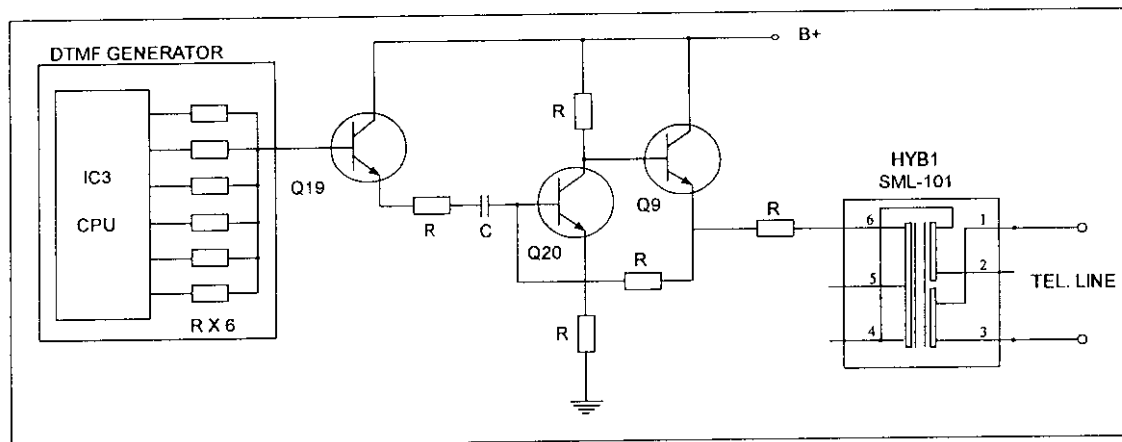 DTMF GENERATOR
IC3
CPU
R X 6
Q19
R
C
R
Q20
R
R
Q9
B+
R
HYB1
SML-101
6
5
4
1
2
3
TEL. LINE